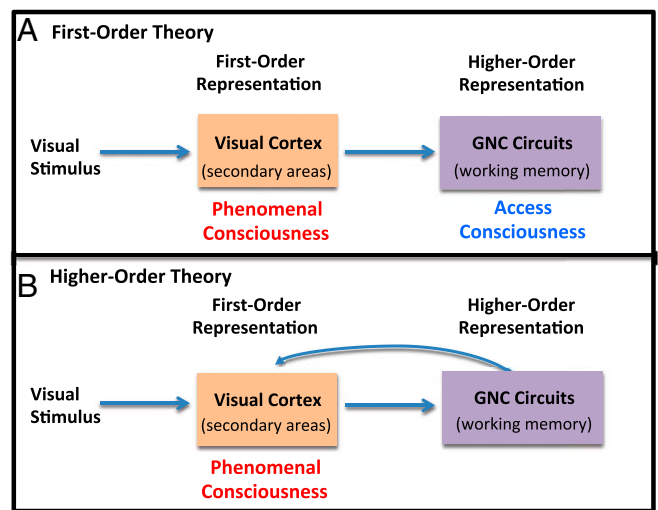 A
First-Order Theory
First-Order
Representation
Higher-Order
Representation
Visual
Stimulus
Visual Cortex
(secondary areas)
GNC Circuits
(working memory)
Phenomenal
Consciousness
Access
Consciousness
B
Higher-Order Theory
First-Order
Representation
Higher-Order
Representation
Visual
Stimulus
Visual Cortex
(secondary areas)
GNC Circuits
(working memory)
Phenomenal
Consciousness